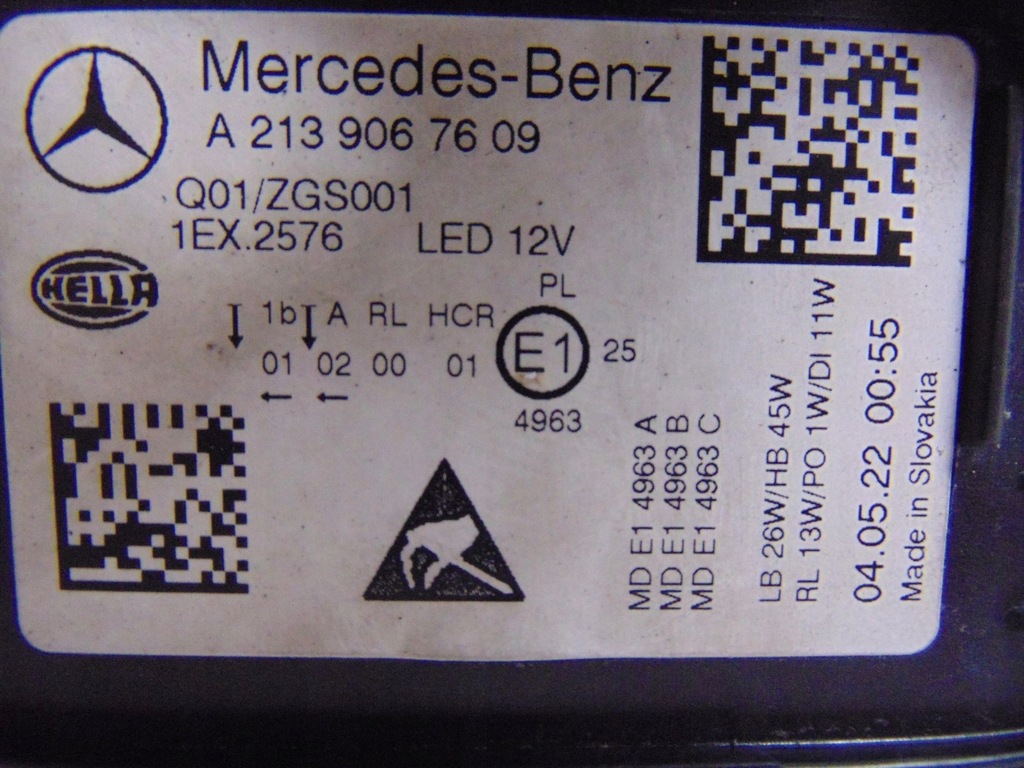 Mercedes-Benz
A 213 906 76 09
Q01/ZGS001
1EX.2576 LED 12V
HELLA
PL
1b A RL HCR
01 02 00 01 E1 25
← ←
4963
MD E1 4963 A
MD E1 4963 B
MD E1 4963 C
LB 26W/HB 45W
RL 13W/PO 1W/DI 11W
04.05.22 00:55
Made in Slovakia